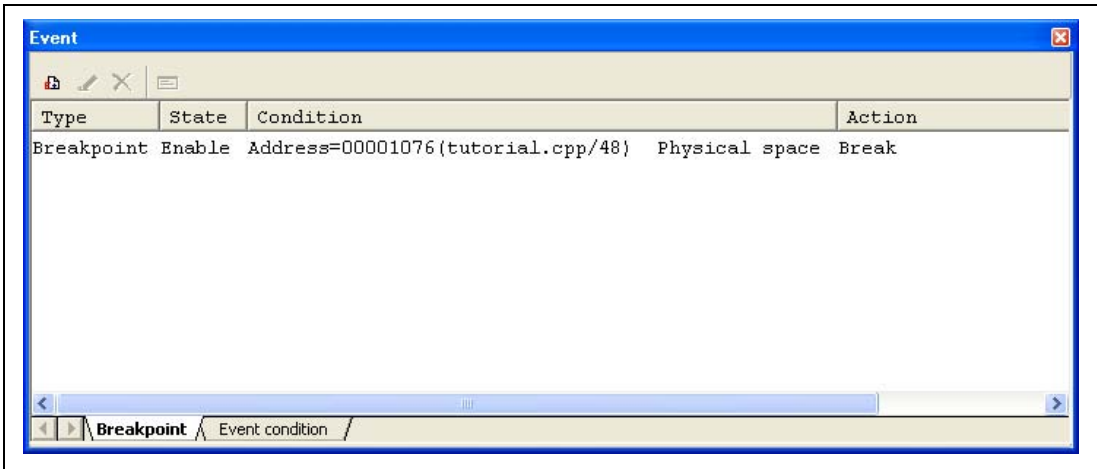 Event
Type State Condition Action
Breakpoint Enable Address=00001076(tutorial.cpp/48) Physical space Break
Breakpoint Event condition